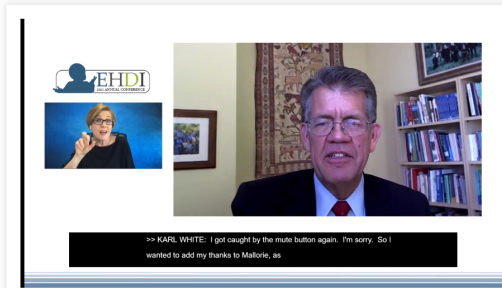 EHDI
2021 ANNUAL CONFERENCE
>> KARL WHITE:  I got caught by the mute button again.  I'm sorry.  So I
wanted to add my thanks to Mallorie, as